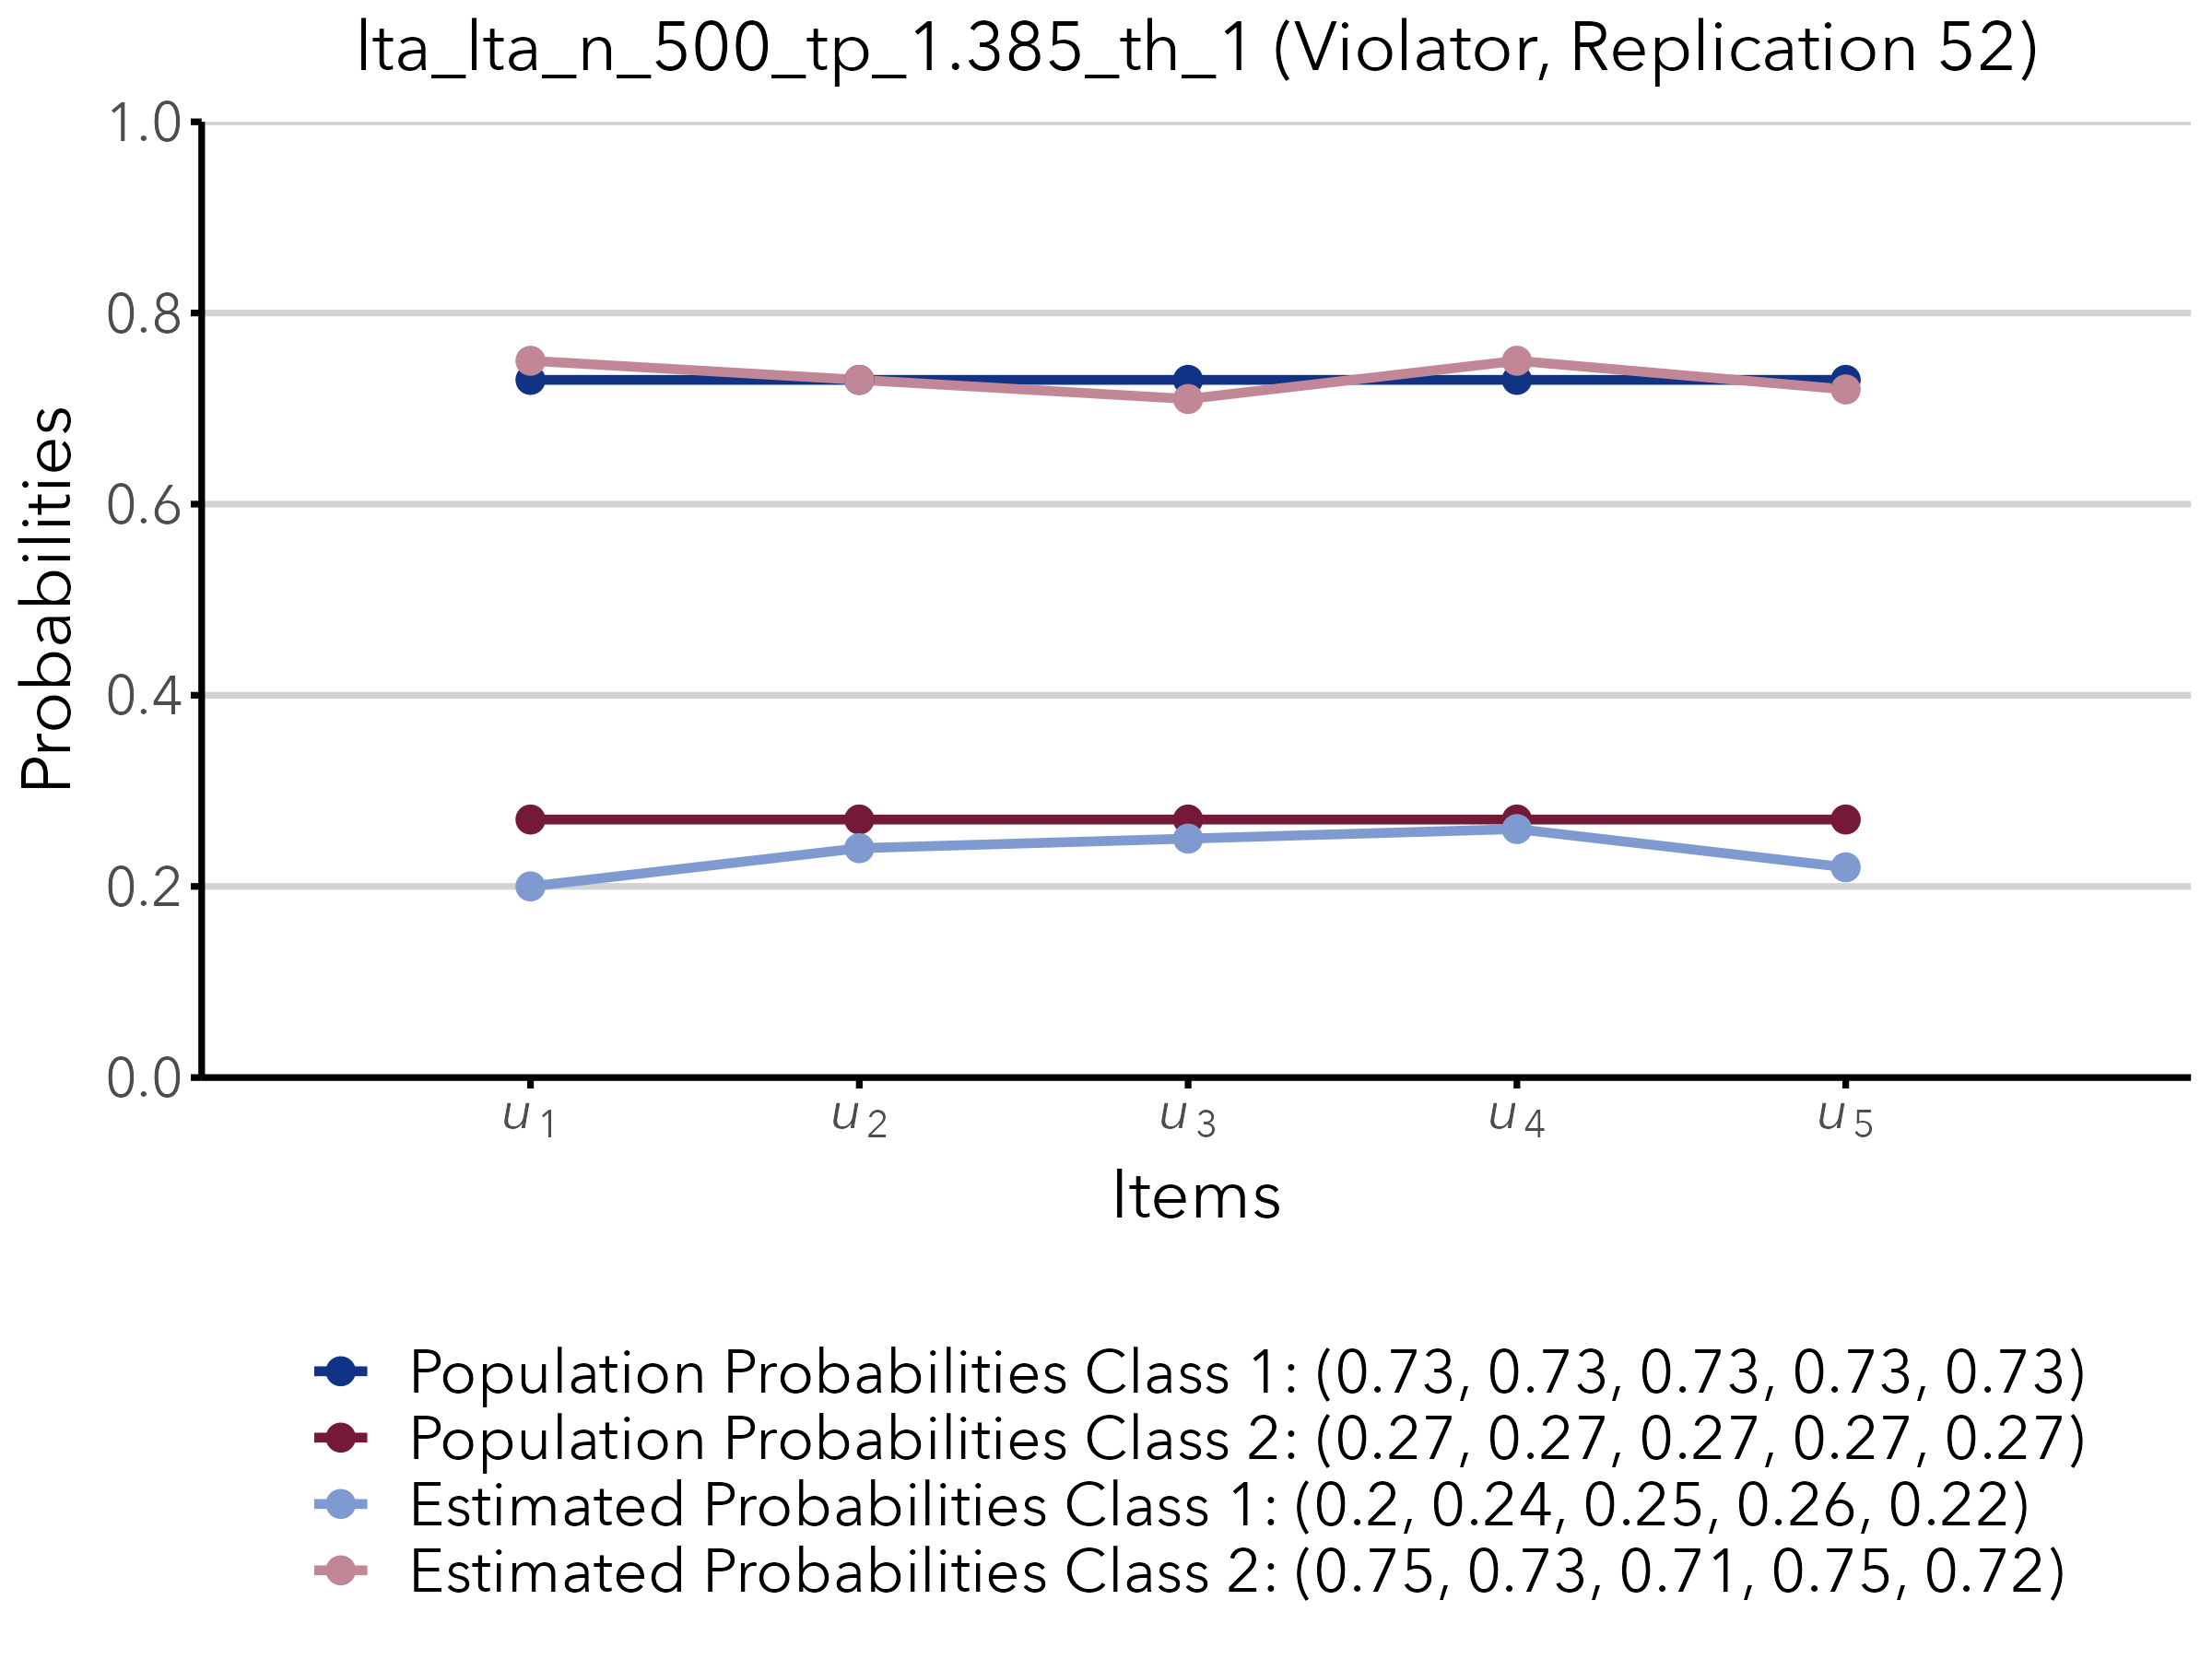 lta_lta_n_500_tp_1.385_th_1 (Violator, Replication 52)
1.0
0.8
0.6
0.4
0.2
0.0
Probabilities
u1 u2 u3 u4 u5
Items
Population Probabilities Class 1: (0.73, 0.73, 0.73, 0.73, 0.73)
Population Probabilities Class 2: (0.27, 0.27, 0.27, 0.27, 0.27)
Estimated Probabilities Class 1: (0.2, 0.24, 0.25, 0.26, 0.22)
Estimated Probabilities Class 2: (0.75, 0.73, 0.71, 0.75, 0.72)